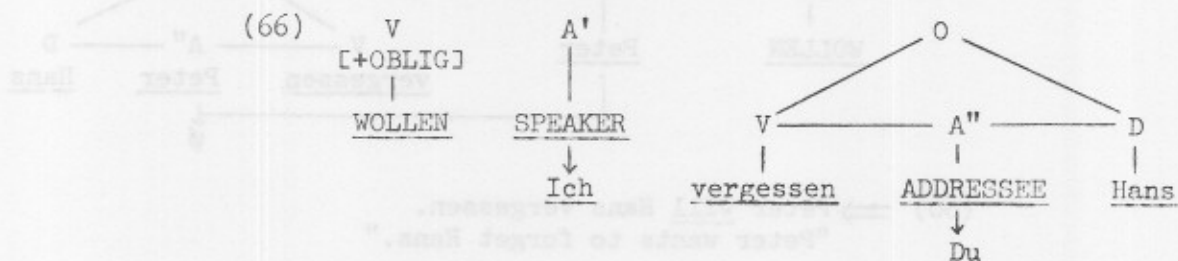 (66) V A' O
[+OBLIG]
WOLLEN SPEAKER V A" D
Ich vergessen ADDRESSEE Hans
Du